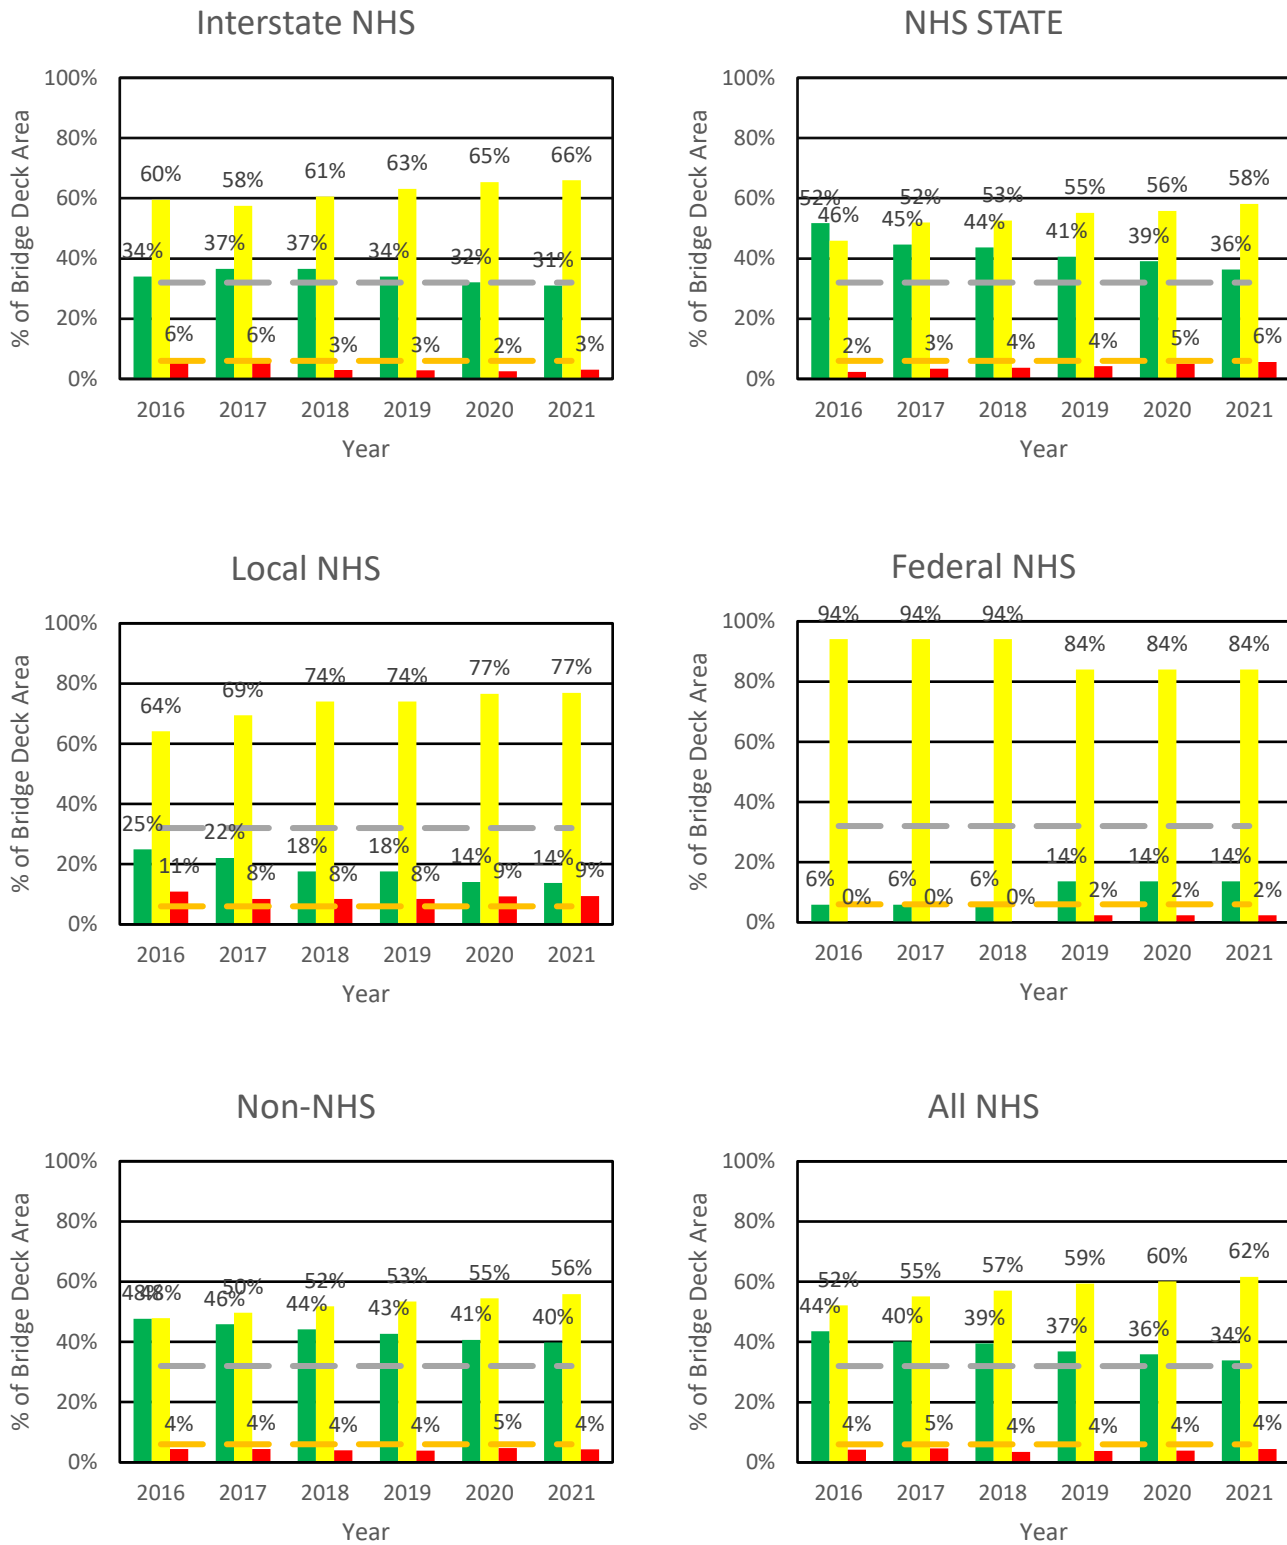 Interstate NHS
% of Bridge Deck Area
100%
80%
60%
40%
20%
0%
60% 58% 61% 63% 65% 66%
34% 37% 37% 34% 32% 31%
6% 6% 3% 3% 2% 3%
2016 2017 2018 2019 2020 2021
Year
NHS STATE
% of Bridge Deck Area
100%
80%
60%
40%
20%
0%
52% 52% 53% 55% 56% 58%
46% 45% 44% 41% 39% 36%
2% 3% 4% 4% 5% 6%
2016 2017 2018 2019 2020 2021
Year
Local NHS
% of Bridge Deck Area
100%
80%
60%
40%
20%
0%
64% 69% 74% 74% 77% 77%
25% 22% 18% 18% 14% 14%
11% 8% 8% 8% 9% 9%
2016 2017 2018 2019 2020 2021
Year
Federal NHS
% of Bridge Deck Area
100%
80%
60%
40%
20%
0%
94% 94% 94% 84% 84% 84%
6% 6% 6% 14% 14% 14%
0% 0% 0% 2% 2% 2%
2016 2017 2018 2019 2020 2021
Year
Non-NHS
% of Bridge Deck Area
100%
80%
60%
40%
20%
0%
48% 50% 52% 53% 55% 56%
48% 46% 44% 43% 41% 40%
4% 4% 4% 4% 5% 4%
2016 2017 2018 2019 2020 2021
Year
All NHS
% of Bridge Deck Area
100%
80%
60%
40%
20%
0%
52% 55% 57% 59% 60% 62%
44% 40% 39% 37% 36% 34%
4% 5% 4% 4% 4% 4%
2016 2017 2018 2019 2020 2021
Year